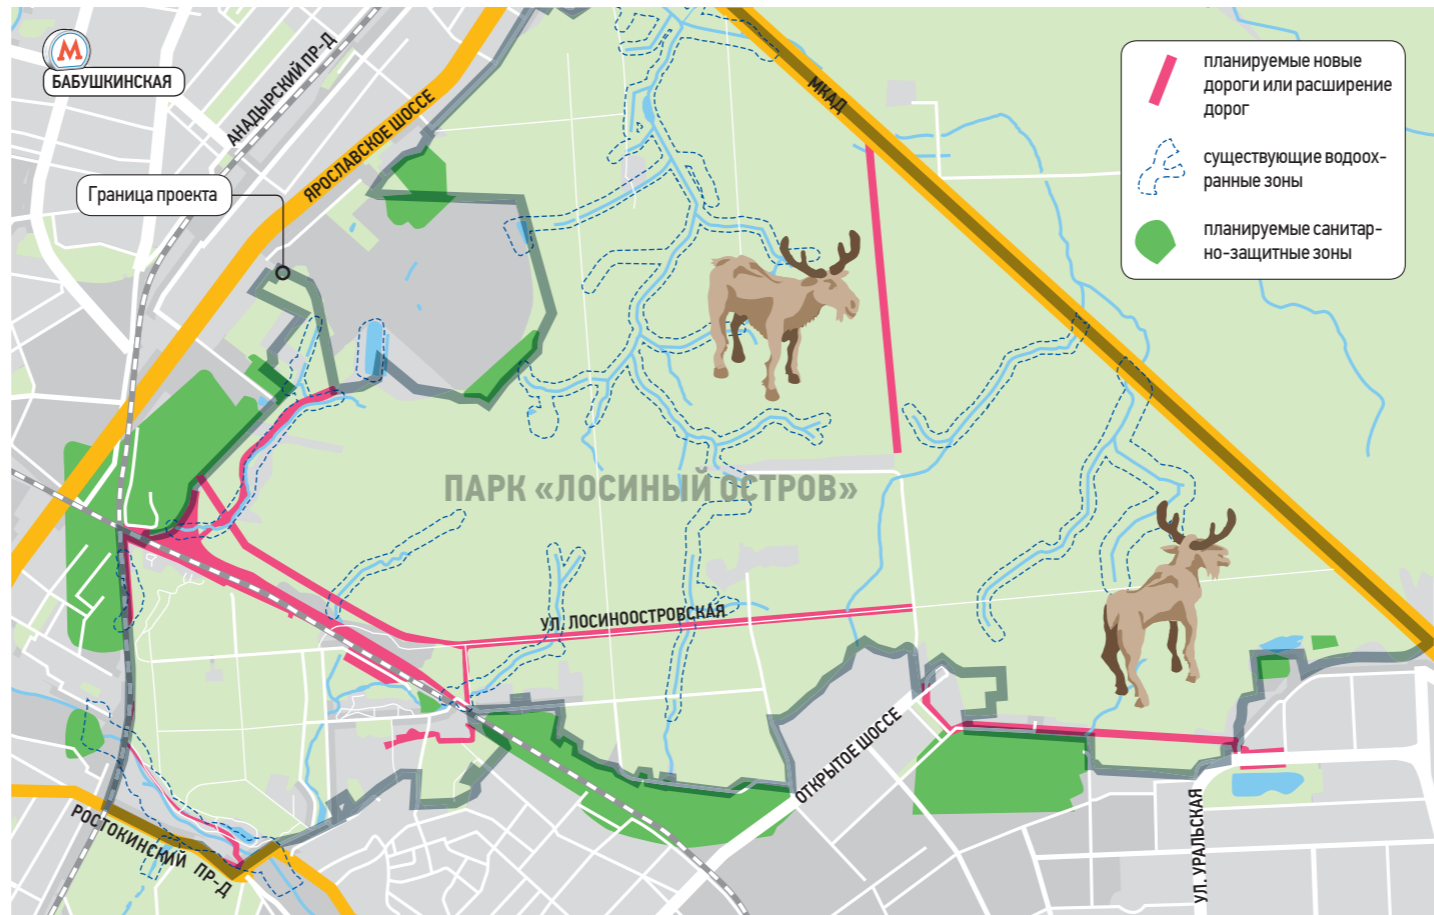 М
БАБУШКИНСКАЯ
АНАДЫРСКИЙ ПР-Д
ЯРОСЛАВСКОЕ ШОССЕ
МКАД
Граница проекта
планируемые новые
дороги или расширение
дорог
существующие водоох-
ранные зоны
планируемые санитар-
но-защитные зоны
ПАРК «ЛОСИНЫЙ ОСТРОВ»
УЛ. ЛОСИНООСТРОВСКАЯ
ОТКРЫТОЕ ШОССЕ
РОСТОКИНСКИЙ ПР-Д
УЛ. УРАЛЬСКАЯ